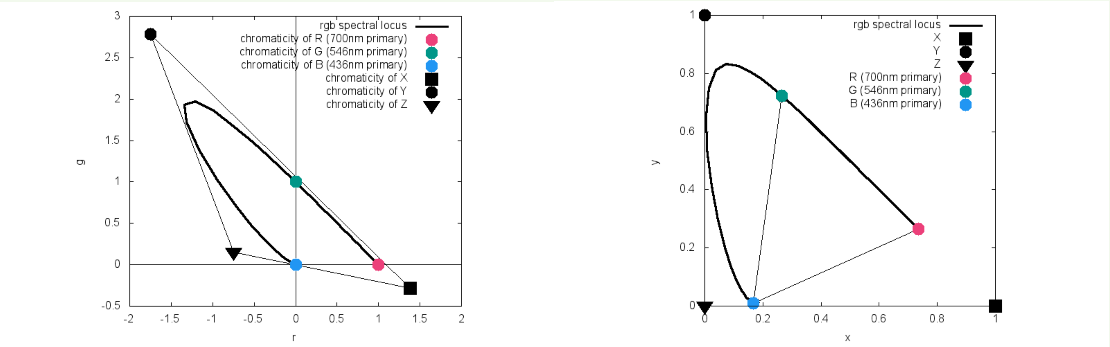 3
2.5
2
1.5
1
0.5
0
-0.5
-2
-1.5
-1
-0.5
0
0.5
1
1.5
2
g
r
rgb spectral locus
chromaticity of R (700nm primary)
chromaticity of G (546nm primary)
chromaticity of B (436nm primary)
chromaticity of X
chromaticity of Y
chromaticity of Z
1
0.8
0.6
0.4
0.2
0
0
0.2
0.4
0.6
0.8
1
y
x
rgb spectral locus
X
Y
Z
R (700nm primary)
G (546nm primary)
B (436nm primary)